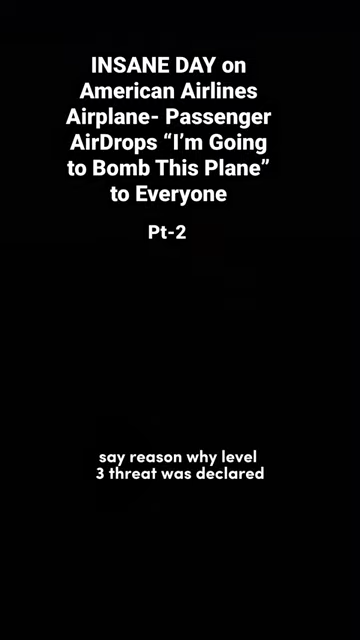 INSANE DAY on
American Airlines
Airplane- Passenger
AirDrops “I’m Going
to Bomb This Plane”
to Everyone
Pt-2
say reason why level
3 threat was declared